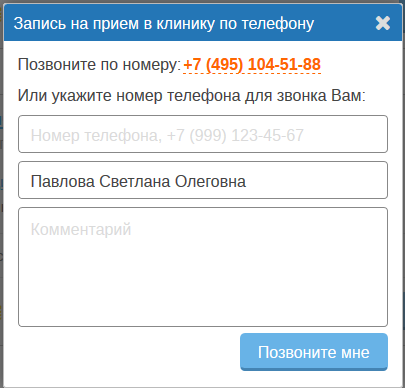 Запись на прием в клинику по телефону
Позвоните по номеру: +7 (495) 104-51-88
Или укажите номер телефона для звонка Вам:
Номер телефона, +7 (999) 123-45-67
Павлова Светлана Олеговна
Комментарий
Позвоните мне